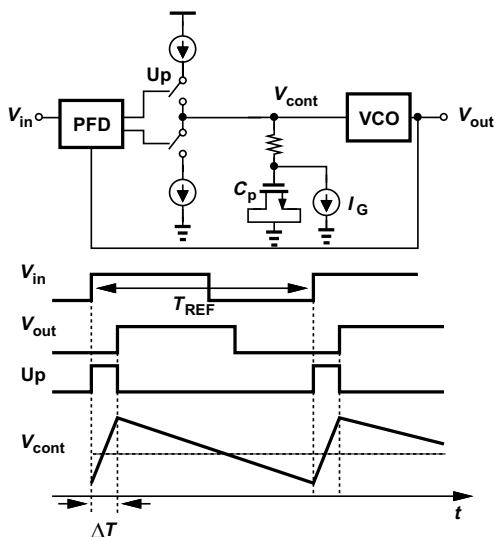 Up
V_cont
V_in
PFD
VCO
V_out
C_p
I_G
V_in
T_REF
V_out
Up
V_cont
t
ΔT